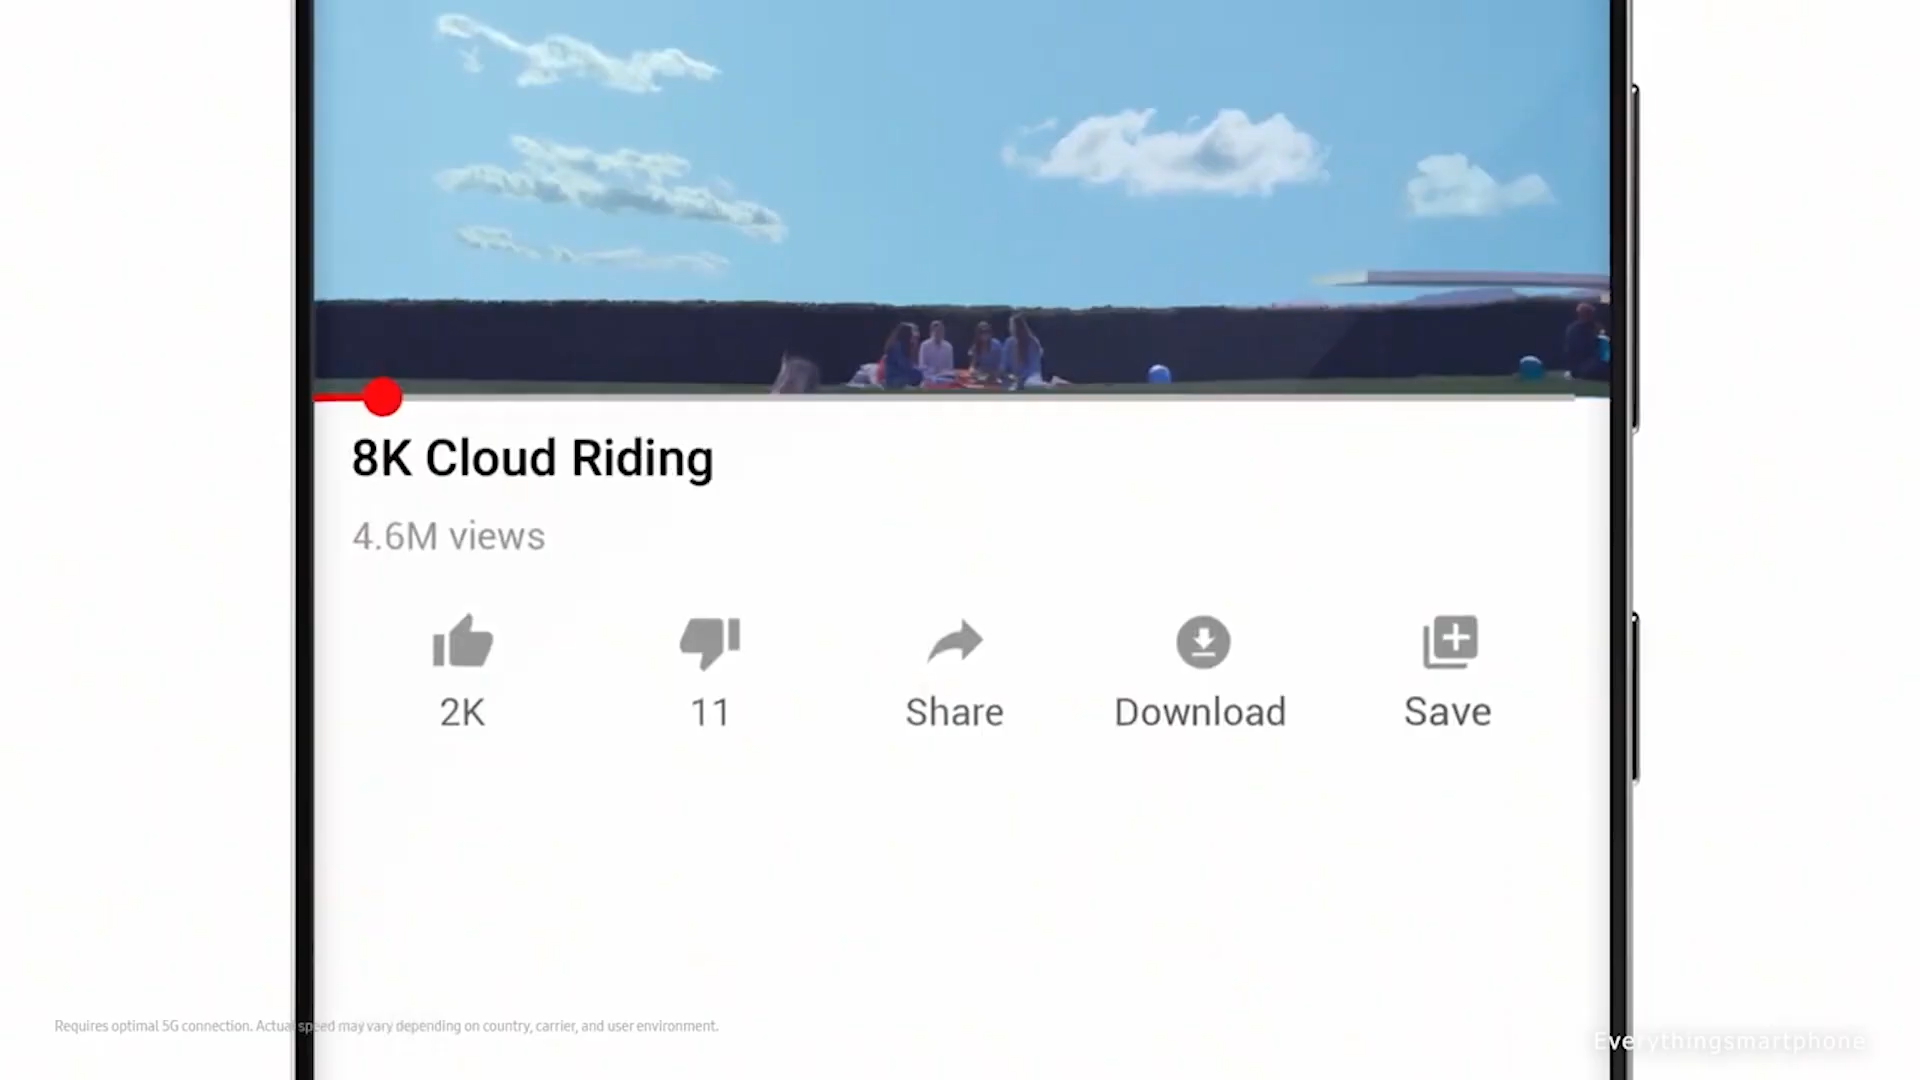 8K Cloud Riding
4.6M views
2K
11
Share
Download
Save
Requires optimal 5G connection. Actual speed may vary depending on country, carrier, and user environment.
Everythingsmartphone